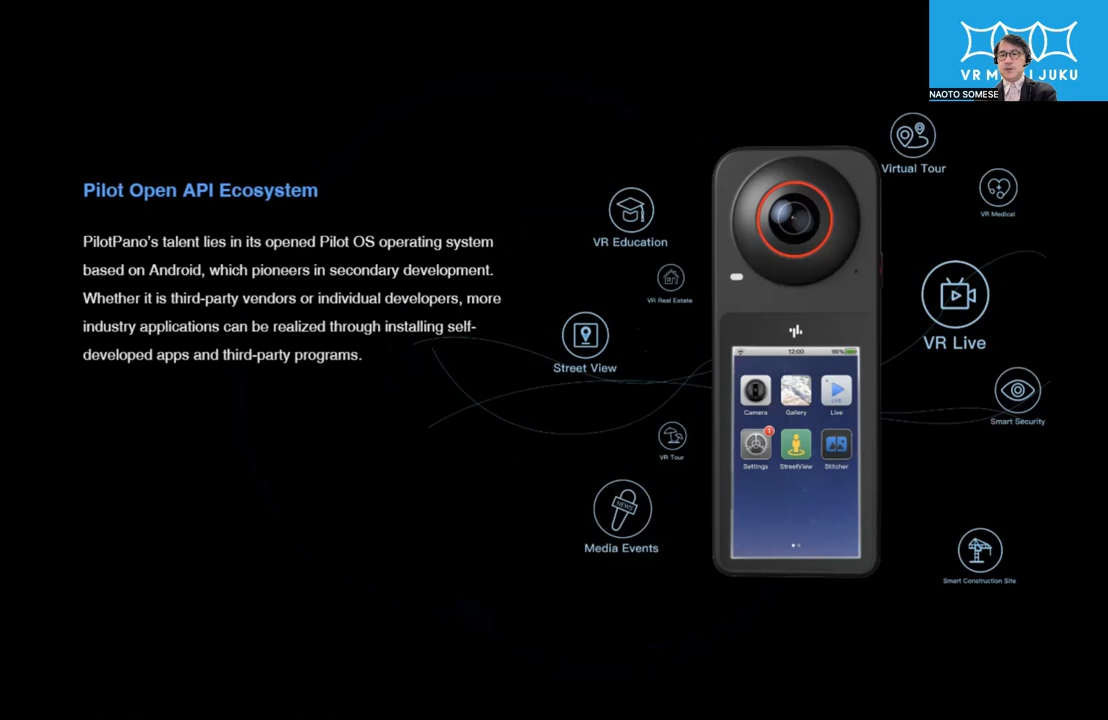 VR M I JUKU
NAOTO SOMESE
Pilot Open API Ecosystem
PilotPano's talent lies in its opened Pilot OS operating system
based on Android, which pioneers in secondary development.
Whether it is third-party vendors or individual developers, more
industry applications can be realized through installing self-
developed apps and third-party programs.
Virtual Tour
VR Medical
VR Education
VR Real Estate
VR Live
Street View
Smart Security
VR Tour
NEWS
Media Events
Smart Construction Site
12:00
98%
Camera
Gallery
LIVE
Live
1
Settings
StreetView
Stitcher